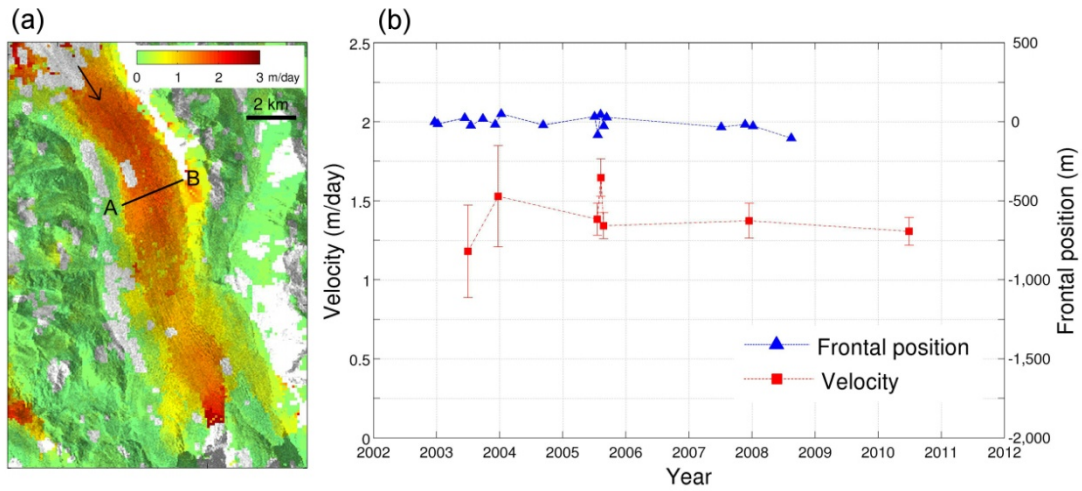 (a)
0 1 2 3 m/day
2 km
A
B
(b)
2.5
2
1.5
1
0.5
0
Velocity (m/day)
500
0
-500
-1,000
-1,500
-2,000
Frontal position (m)
Frontal position
Velocity
2002 2003 2004 2005 2006 2007 2008 2009 2010 2011 2012
Year